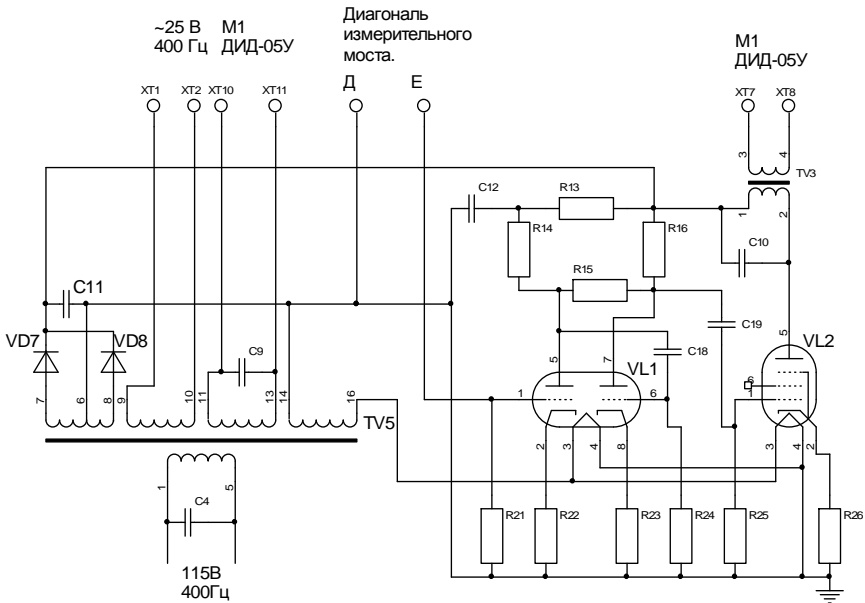 ~25 В
400 Гц
М1
ДИД-05У
Диагональ
измерительного
моста.
Д
Е
М1
ДИД-05У
XT1
XT2
XT10
XT11
XT7
XT8
3
4
TV3
1
2
C12
R13
R14
R16
C10
R15
C11
VD7
VD8
C9
C18
C19
5
7
VL1
5
VL2
6
1
1
6
7
6
8
9
10
11
13
14
16
TV5
2
3
4
8
3
4
2
1
5
C4
R21
R22
R23
R24
R25
R26
115В
400Гц